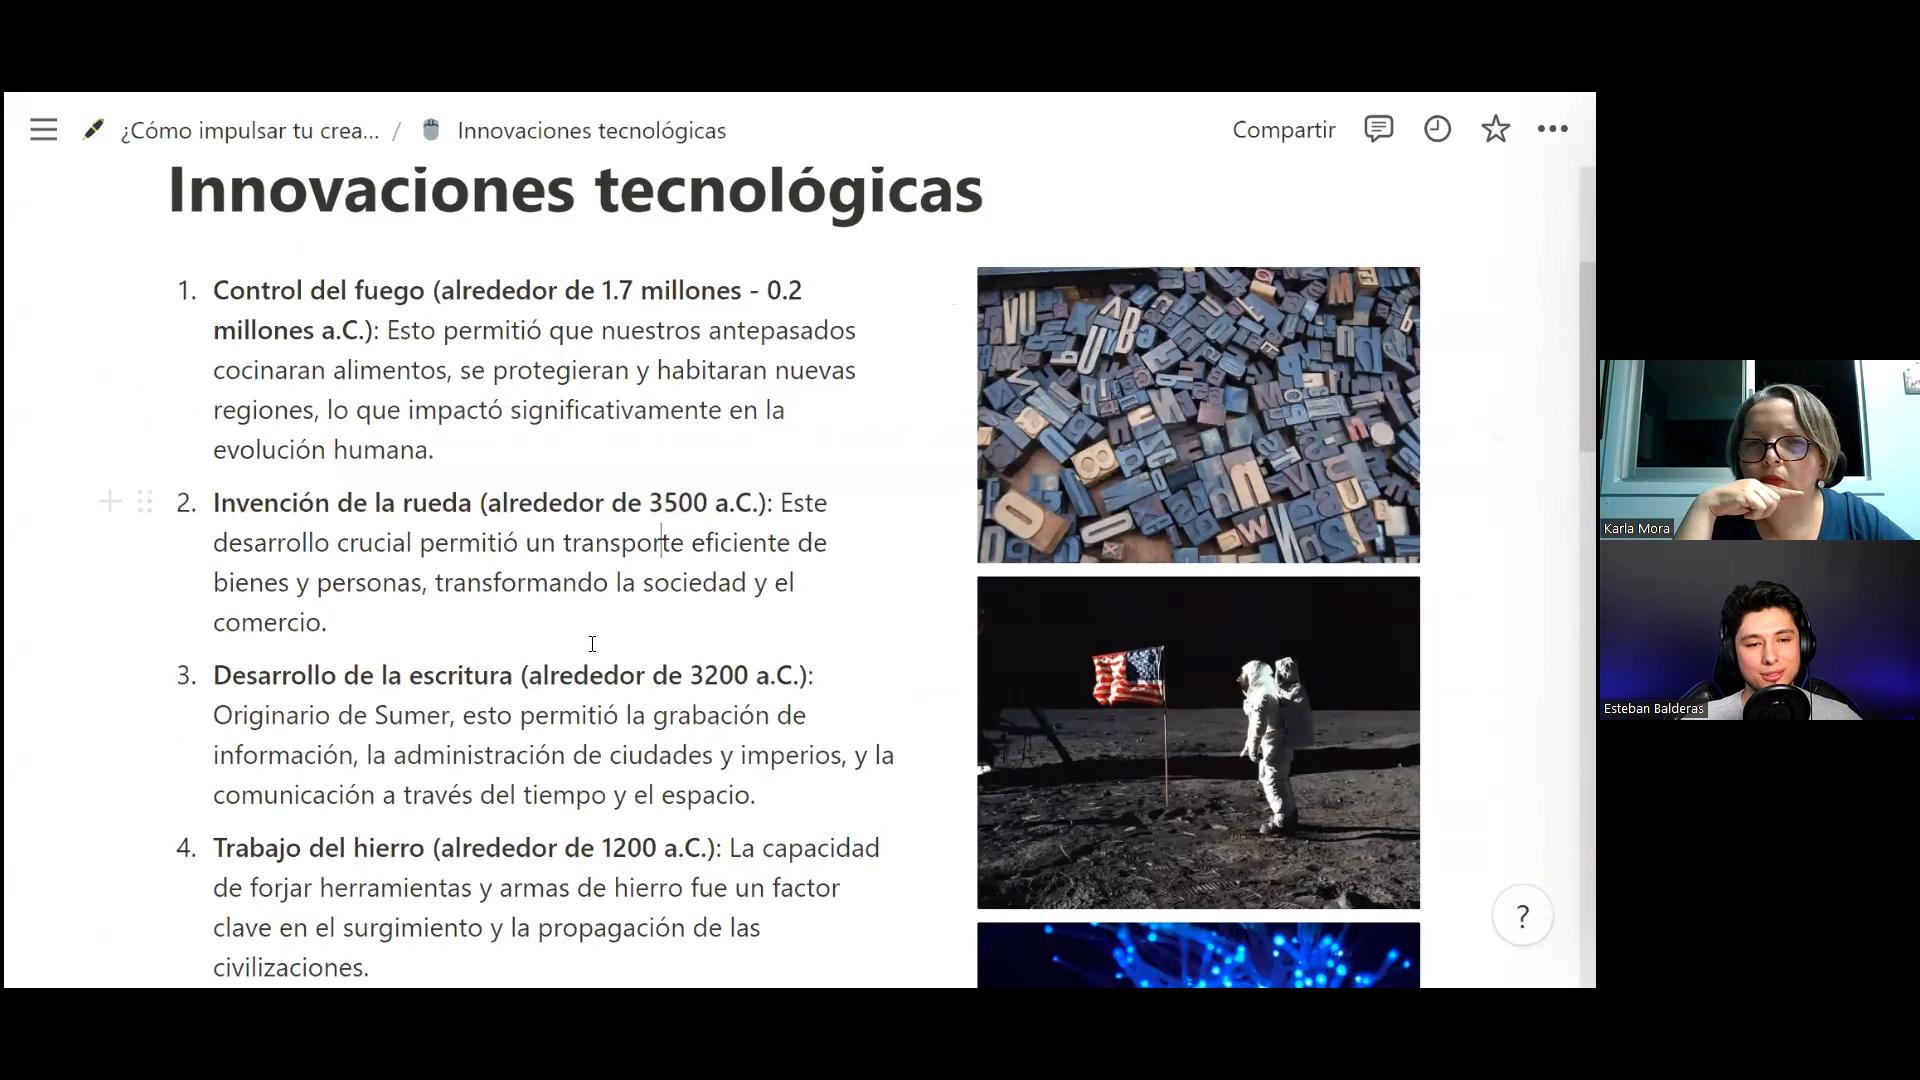 ¿Cómo impulsar tu crea... / Innovaciones tecnológicas
Compartir
Innovaciones tecnológicas
1. Control del fuego (alrededor de 1.7 millones - 0.2
millones a.C.): Esto permitió que nuestros antepasados
cocinaran alimentos, se protegieran y habitaran nuevas
regiones, lo que impactó significativamente en la
evolución humana.
2. Invención de la rueda (alrededor de 3500 a.C.): Este
desarrollo crucial permitió un transporte eficiente de
bienes y personas, transformando la sociedad y el
comercio.
3. Desarrollo de la escritura (alrededor de 3200 a.C.):
Originario de Sumer, esto permitió la grabación de
información, la administración de ciudades y imperios, y la
comunicación a través del tiempo y el espacio.
4. Trabajo del hierro (alrededor de 1200 a.C.): La capacidad
de forjar herramientas y armas de hierro fue un factor
clave en el surgimiento y la propagación de las
civilizaciones.
?
Karla Mora
Esteban Balderas